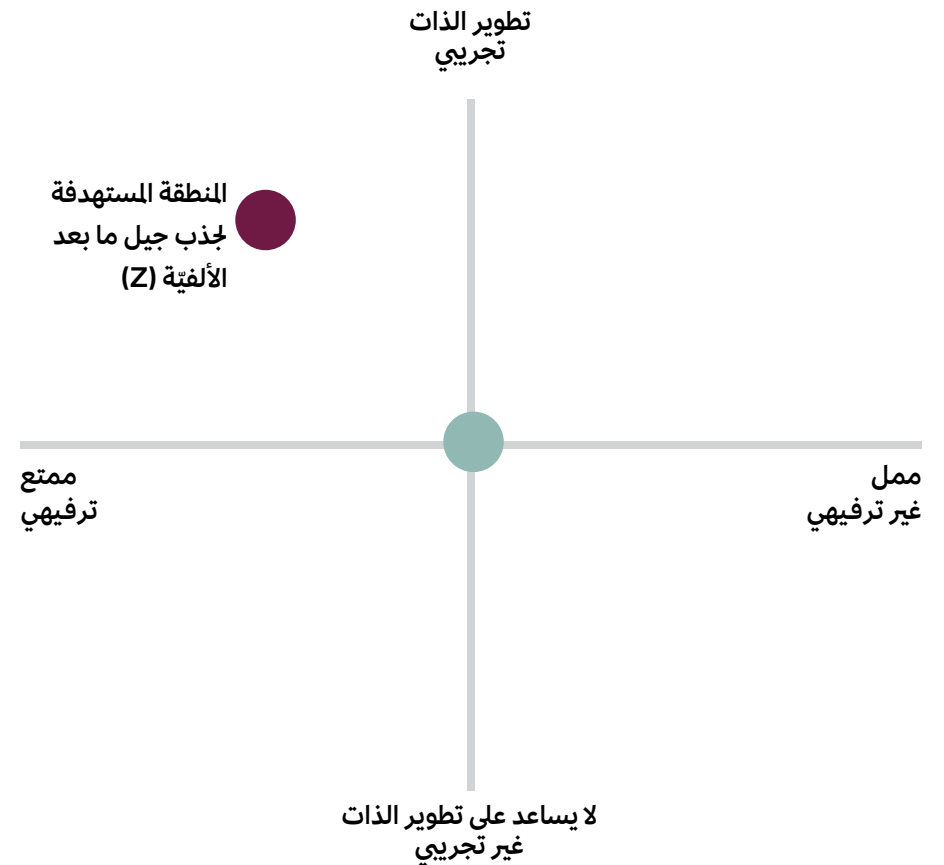 تطوير الذات
تجريبي
المنطقة المستهدفة
لجذب جيل ما بعد
الألفيّة (Z)
ممل
غير ترفيهي
ممتع
ترفيهي
لا يساعد على تطوير الذات
غير تجريبي